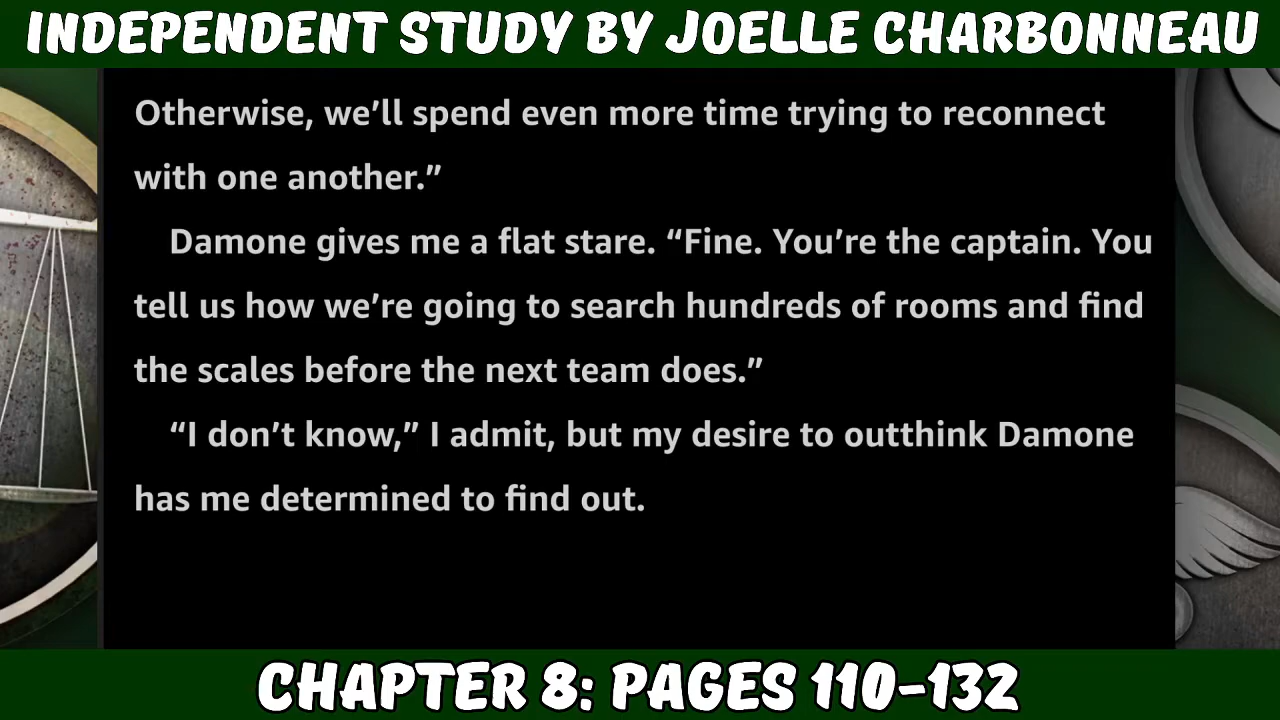 INDEPENDENT STUDY BY JOELLE CHARBONNEAU
Otherwise, we’ll spend even more time trying to reconnect
with one another.”
Damone gives me a flat stare. “Fine. You’re the captain. You
tell us how we’re going to search hundreds of rooms and find
the scales before the next team does.”
“I don’t know,” I admit, but my desire to outthink Damone
has me determined to find out.
CHAPTER 8: PAGES 110-132